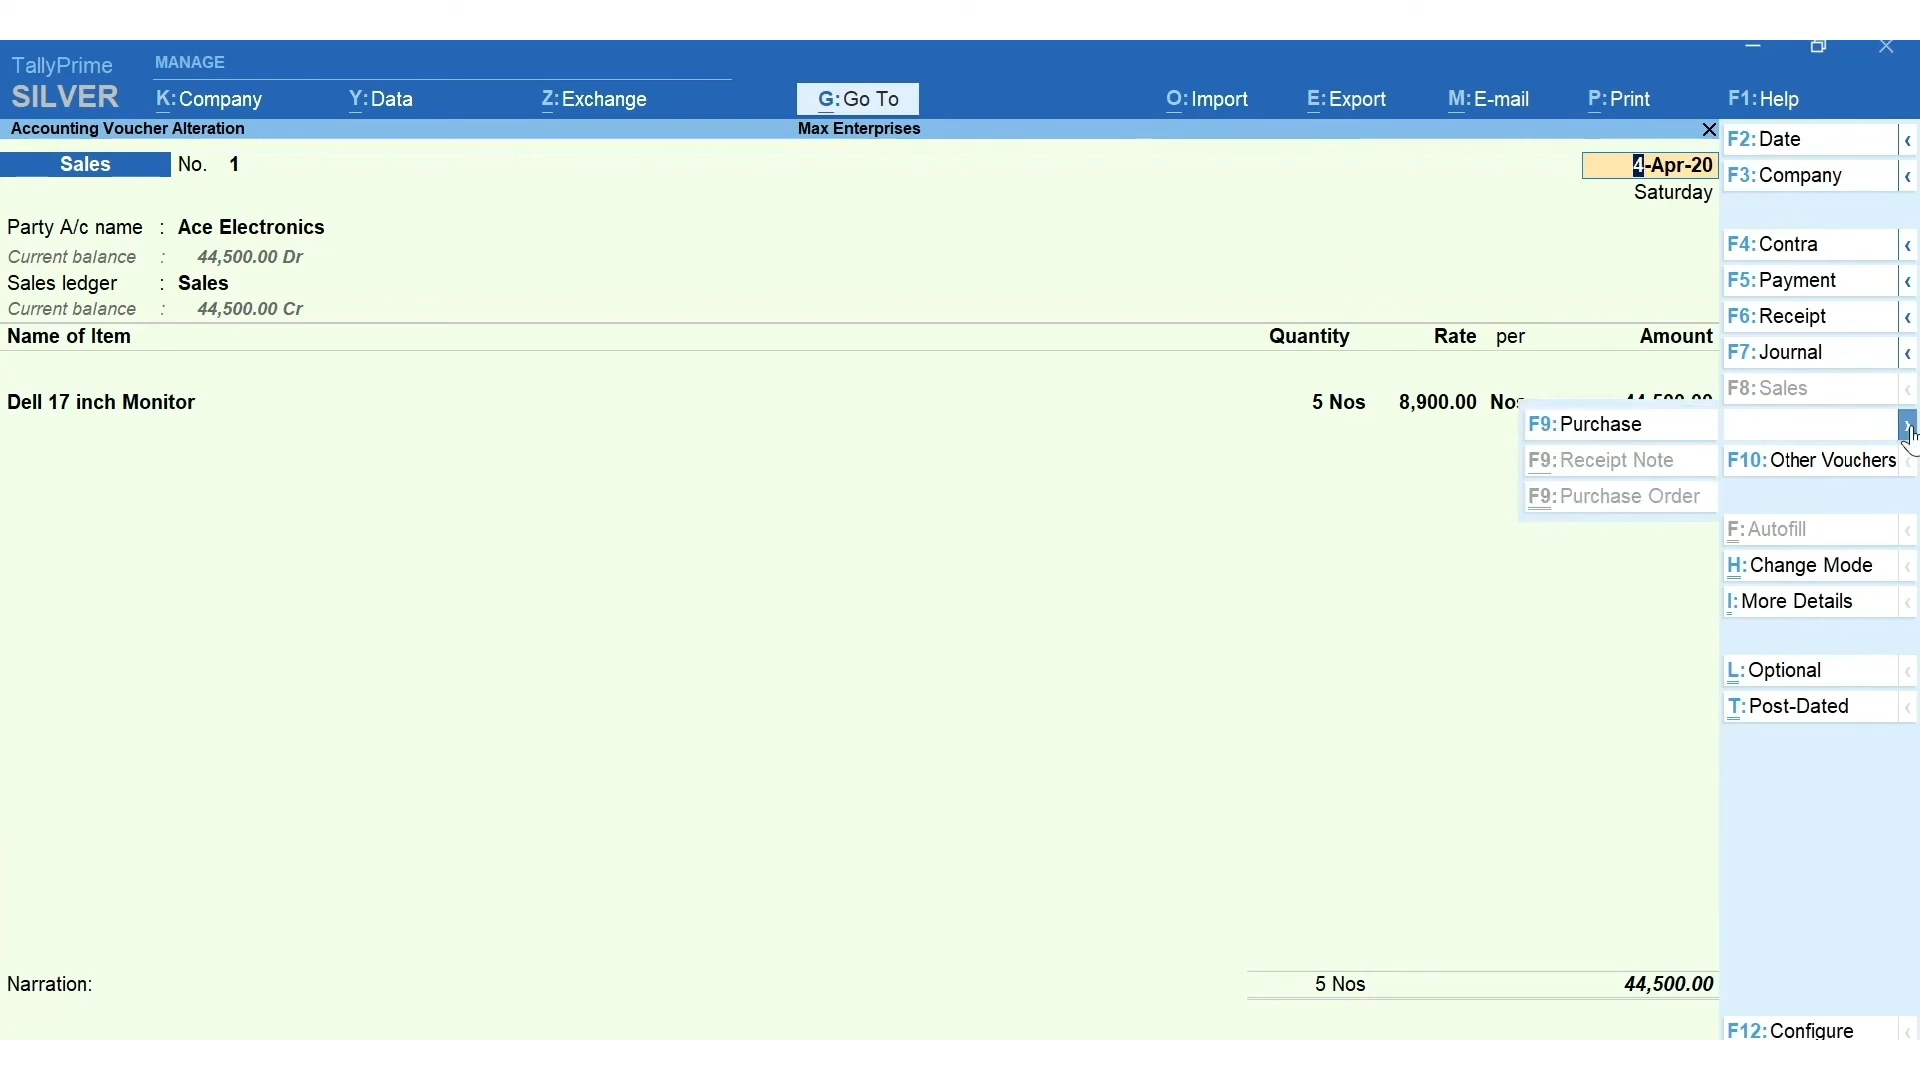 TallyPrime
MANAGE
SILVER
K:Company Y:Data Z:Exchange G:Go To O:Import E:Export M:E-mail P:Print F1:Help
Accounting Voucher Alteration Max Enterprises
F2:Date
F3:Company
Sales No. 1 4-Apr-20
Saturday
Party A/c name : Ace Electronics
Current balance : 44,500.00 Dr
Sales ledger : Sales
Current balance : 44,500.00 Cr
Name of Item Quantity Rate per Amount
Dell 17 inch Monitor 5 Nos 8,900.00 Nos 44,500.00
F4:Contra
F5:Payment
F6:Receipt
F7:Journal
F8:Sales
F9:Purchase
F9:Receipt Note
F9:Purchase Order
F10:Other Vouchers
F:Autofill
H:Change Mode
I:More Details
L:Optional
T:Post-Dated
Narration: 5 Nos 44,500.00
F12:Configure